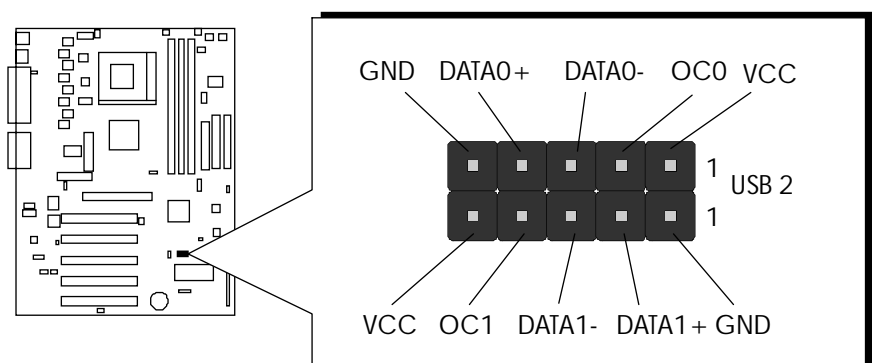 GND DATA0+ DATA0- OC0 VCC
1
USB 2
1
VCC OC1 DATA1- DATA1+ GND